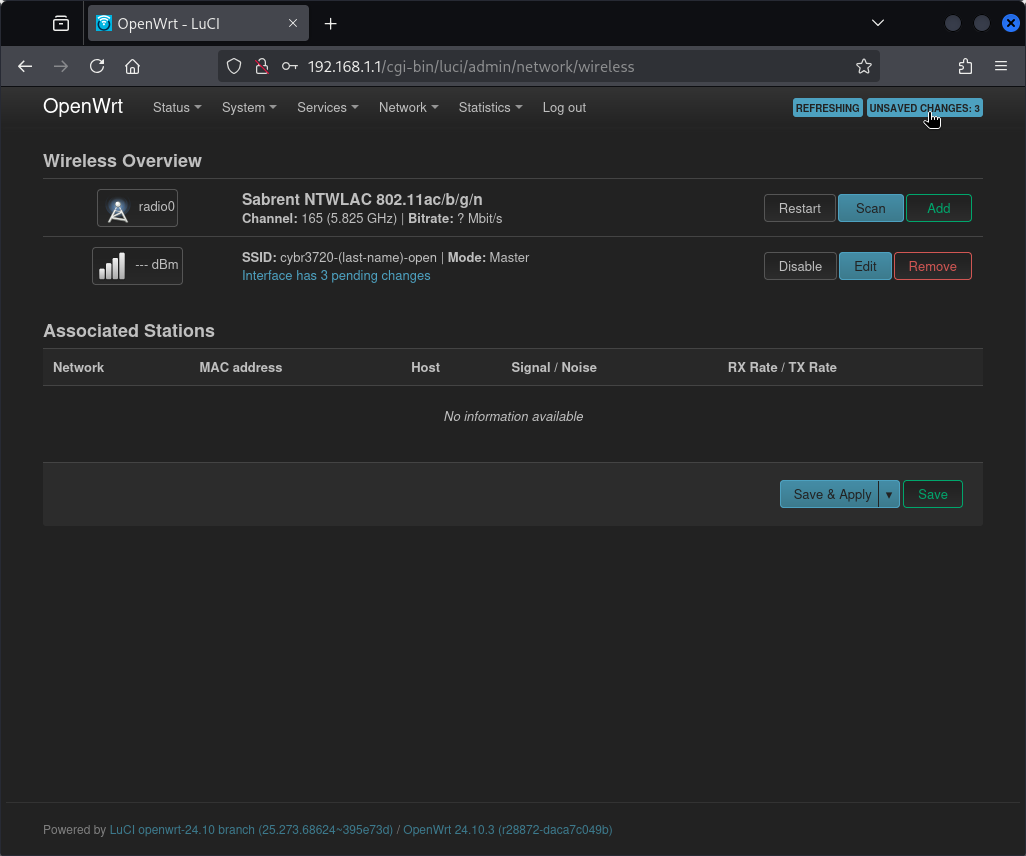 OpenWrt - LuCI
192.168.1.1/cgi-bin/luci/admin/network/wireless
OpenWrt Status System Services Network Statistics Log out REFRESHING UNSAVED CHANGES: 3
Wireless Overview
radio0 Sabrent NTWLAC 802.11ac/b/g/n
Channel: 165 (5.825 GHz) | Bitrate: ? Mbit/s
Restart Scan Add
--- dBm SSID: cybr3720-(last-name)-open | Mode: Master
Interface has 3 pending changes
Disable Edit Remove
Associated Stations
Network MAC address Host Signal / Noise RX Rate / TX Rate
No information available
Save & Apply ▾ Save
Powered by LuCI openwrt-24.10 branch (25.273.68624~395e73d) / OpenWrt 24.10.3 (r28872-daca7c049b)